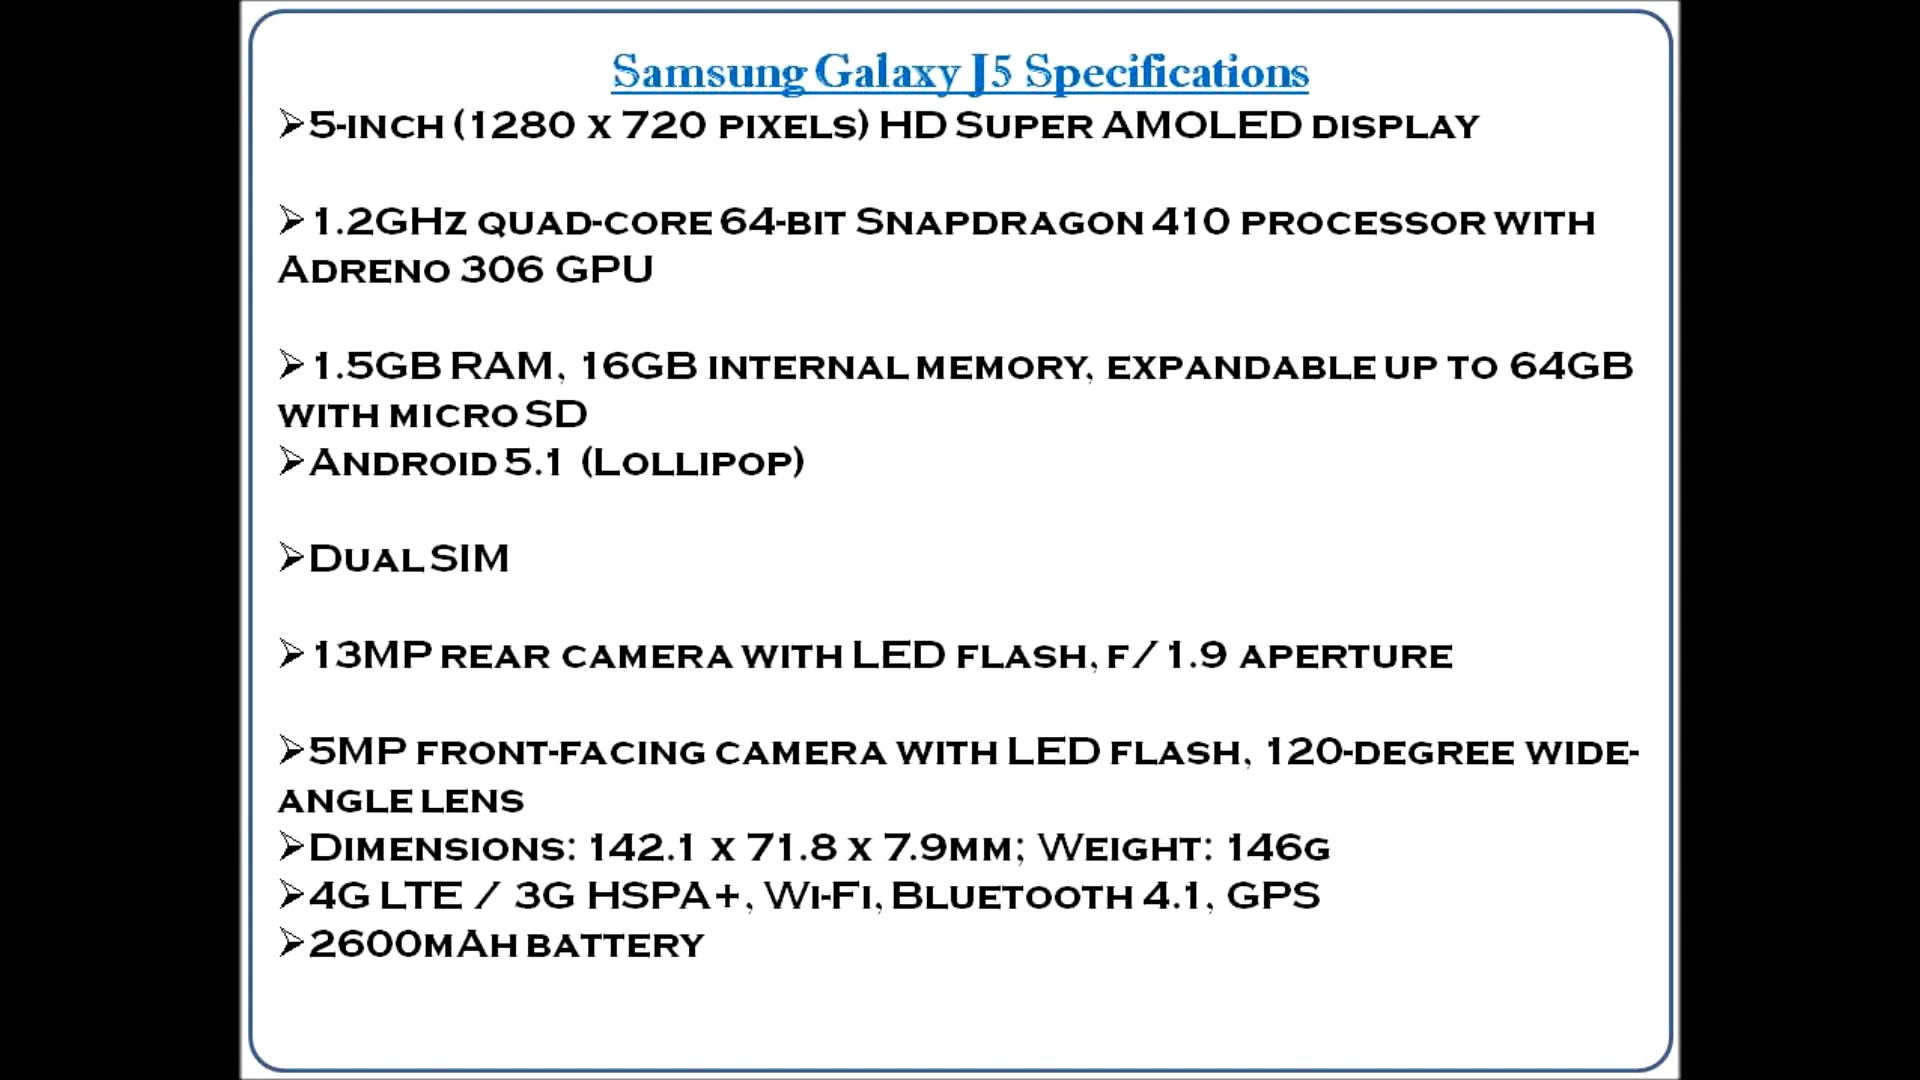 Samsung Galaxy J5 Specifications
➢5-inch (1280 x 720 pixels) HD Super AMOLED display
➢1.2GHz quad-core 64-bit Snapdragon 410 processor with
Adreno 306 GPU
➢1.5GB RAM, 16GB internal memory, expandable up to 64GB
with micro SD
➢Android 5.1 (Lollipop)
➢Dual SIM
➢13MP rear camera with LED flash, f/1.9 aperture
➢5MP front-facing camera with LED flash, 120-degree wide-
angle lens
➢Dimensions: 142.1 x 71.8 x 7.9mm; Weight: 146g
➢4G LTE / 3G HSPA+, Wi-Fi, Bluetooth 4.1, GPS
➢2600mAh battery